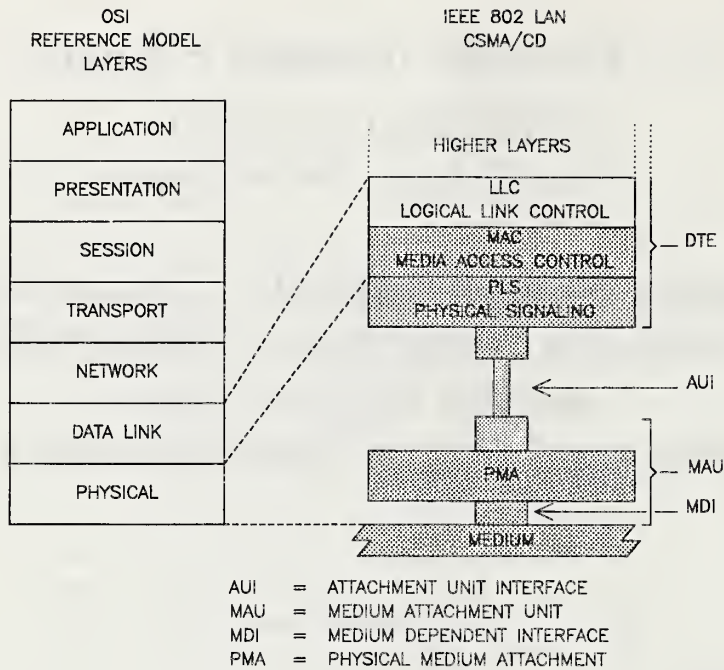 OSI
REFERENCE MODEL
LAYERS
APPLICATION
PRESENTATION
SESSION
TRANSPORT
NETWORK
DATA LINK
PHYSICAL
IEEE 802 LAN
CSMA/CD
HIGHER LAYERS
LLC
LOGICAL LINK CONTROL
MAC
MEDIA ACCESS CONTROL
PLS
PHYSICAL SIGNALING
DTE
AUI
PMA
MAU
MDI
MEDIUM
AUI = ATTACHMENT UNIT INTERFACE
MAU = MEDIUM ATTACHMENT UNIT
MDI = MEDIUM DEPENDENT INTERFACE
PMA = PHYSICAL MEDIUM ATTACHMENT